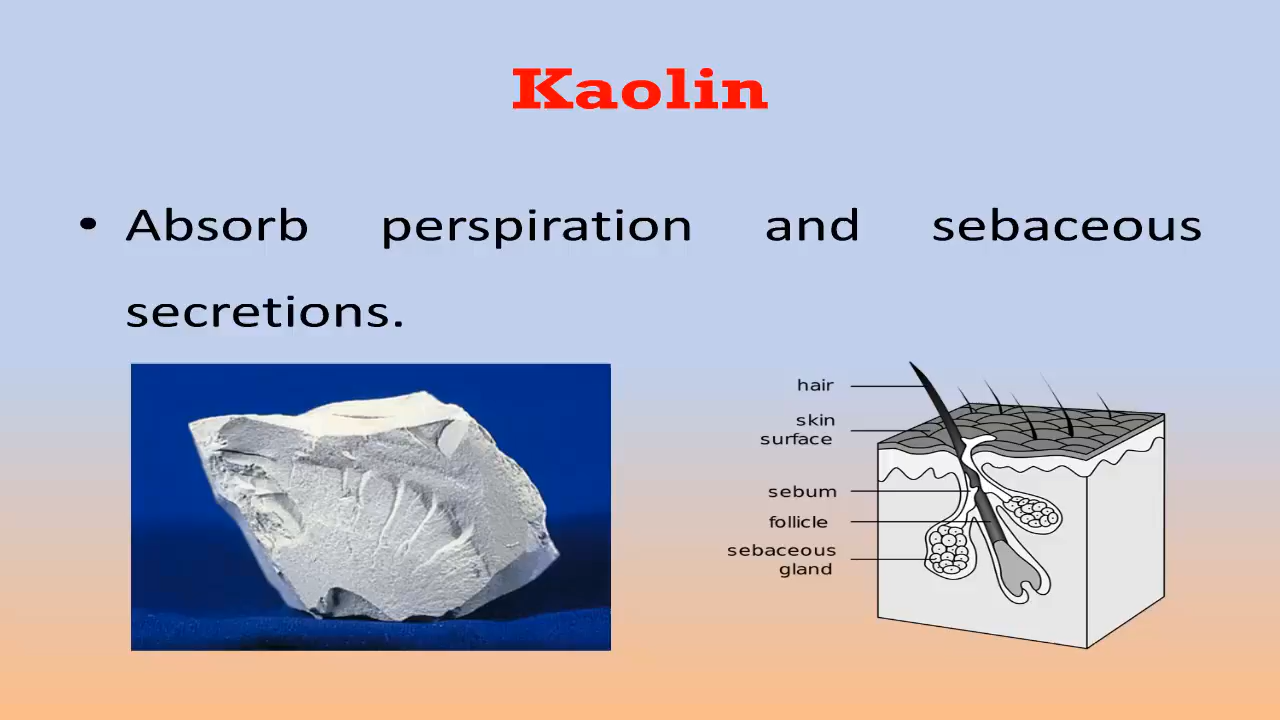 Kaolin
• Absorb perspiration and sebaceous
secretions.
hair
skin
surface
sebum
follicle
sebaceous
gland